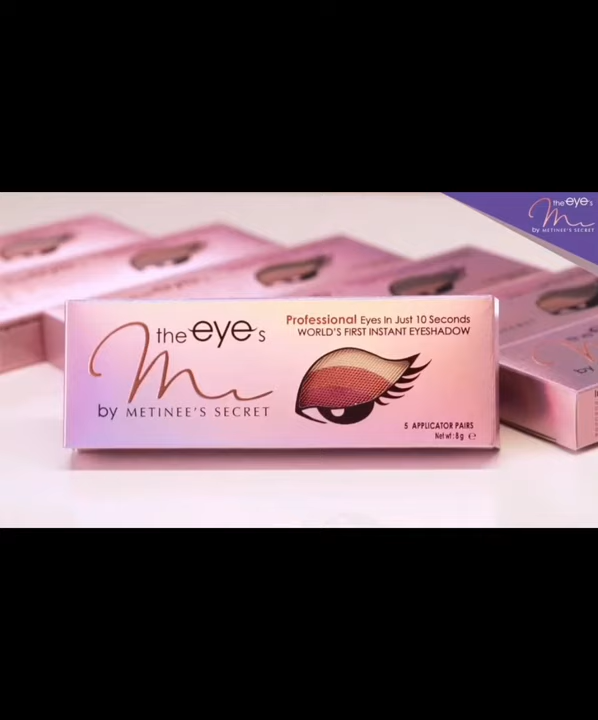 the eye's
by METINEE'S SECRET
the eye's
by METINEE'S SECRET
Professional Eyes In Just 10 Seconds
WORLD'S FIRST INSTANT EYESHADOW
5 APPLICATOR PAIRS
Net wt : 8 g ℮